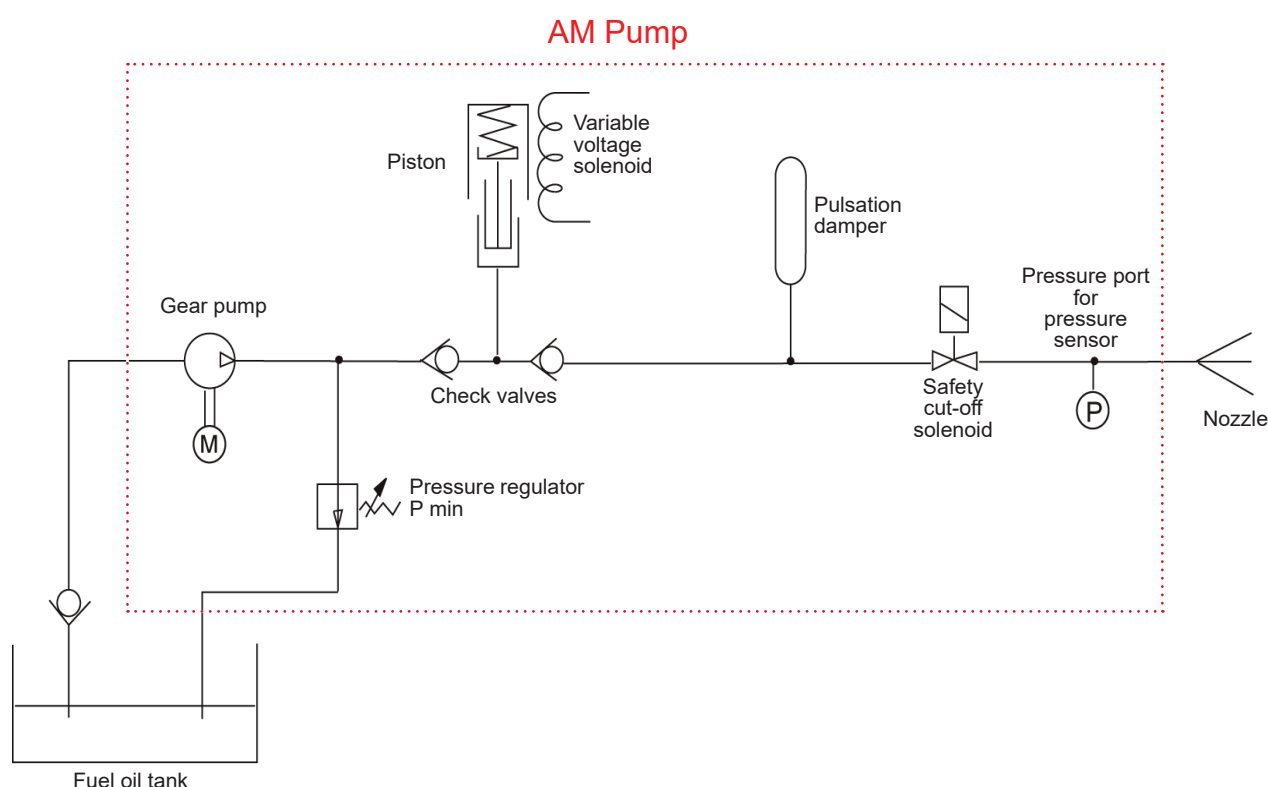 AM Pump
Variable
voltage
solenoid
Piston
Pulsation
damper
Pressure port
for
pressure
sensor
Gear pump
Check valves
Safety
cut-off
solenoid
P
Nozzle
M
Pressure regulator
P min
Fuel oil tank